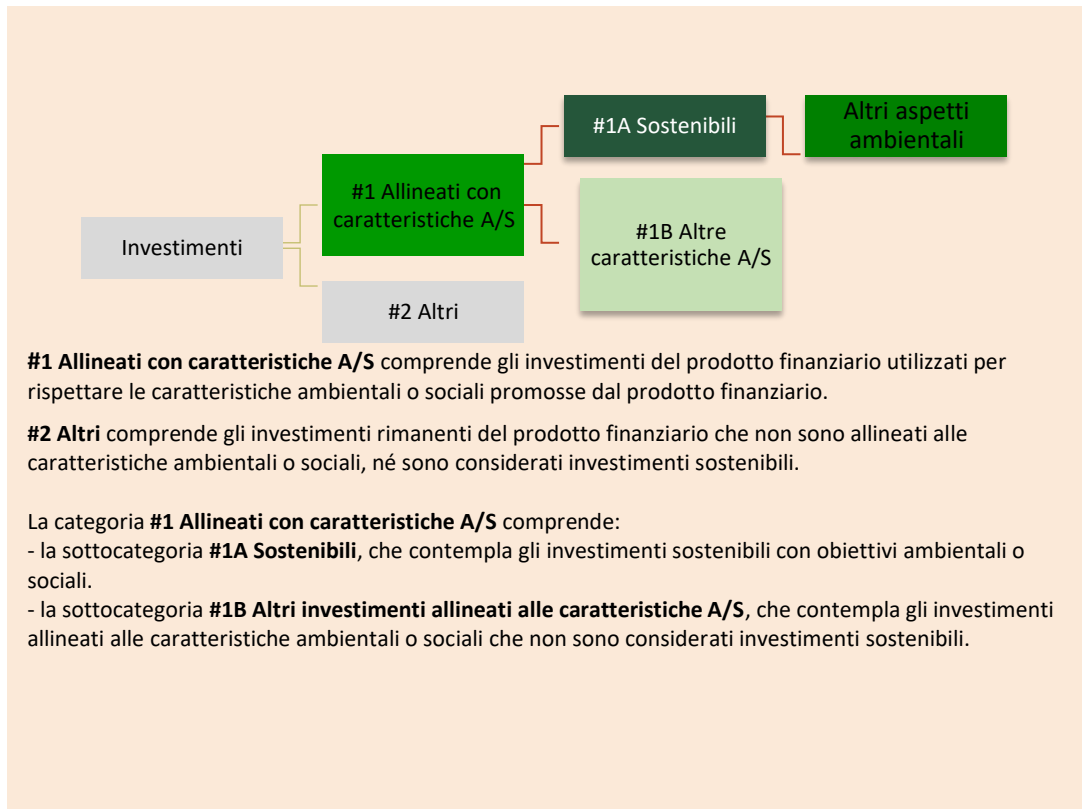 #1A Sostenibili
Altri aspetti
ambientali
#1 Allineati con
caratteristiche A/S
#1B Altre
caratteristiche A/S
Investimenti
#2 Altri
#1 Allineati con caratteristiche A/S comprende gli investimenti del prodotto finanziario utilizzati per
rispettare le caratteristiche ambientali o sociali promosse dal prodotto finanziario.
#2 Altri comprende gli investimenti rimanenti del prodotto finanziario che non sono allineati alle
caratteristiche ambientali o sociali, né sono considerati investimenti sostenibili.
La categoria #1 Allineati con caratteristiche A/S comprende:
- la sottocategoria #1A Sostenibili, che contempla gli investimenti sostenibili con obiettivi ambientali o
sociali.
- la sottocategoria #1B Altri investimenti allineati alle caratteristiche A/S, che contempla gli investimenti
allineati alle caratteristiche ambientali o sociali che non sono considerati investimenti sostenibili.